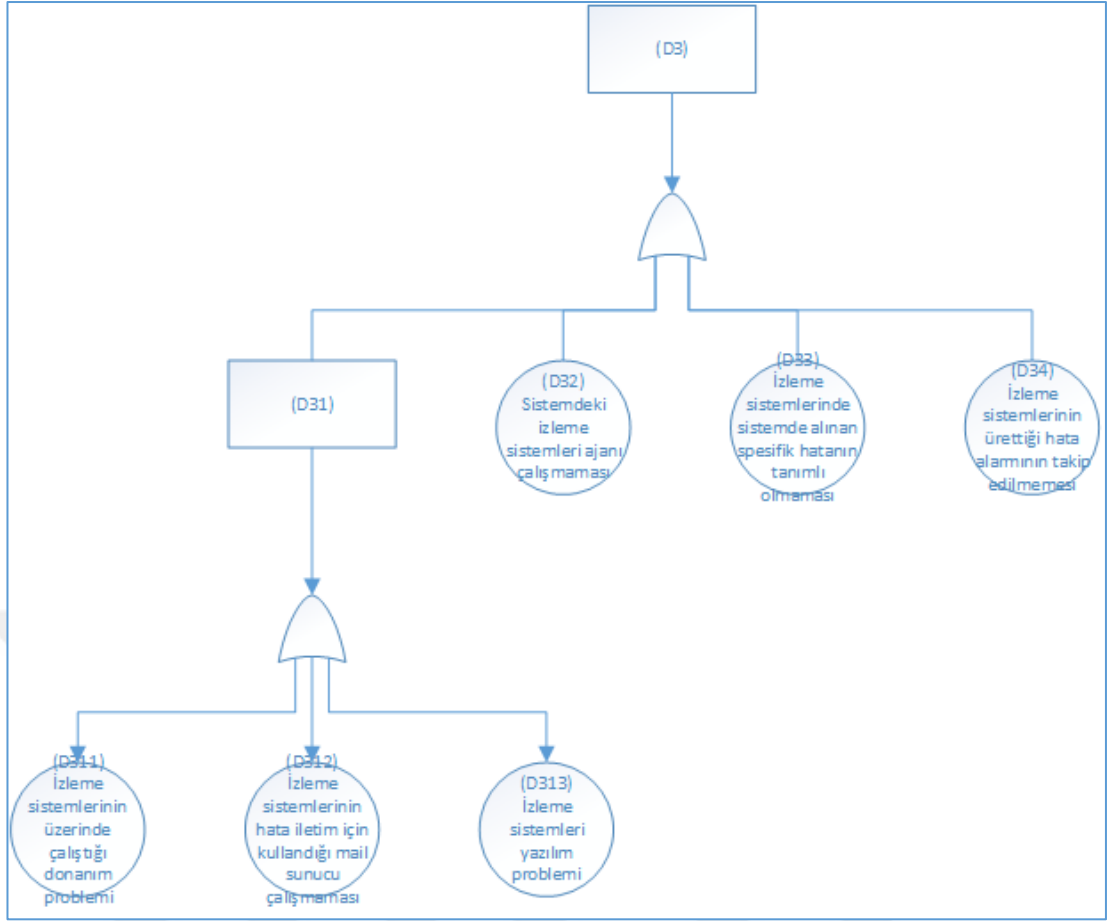 (D3)
(D31)
(D32)
Sistemdeki
izleme
sistemleri ajanı
çalışmaması
(D33)
İzleme
sistemlerinde
sistemde alınan
spesifik hatanın
tanımlı
olmaması
(D34)
İzleme
sistemlerinin
ürettiği hata
alarmının takip
edilmemesi
(D311)
İzleme
sistemlerinin
üzerinde
çalıştığı
donanım
problemi
(D312)
İzleme
sistemlerinin
hata iletim için
kullandığı mail
sunucu
çalışmaması
(D313)
İzleme
sistemleri
yazılım
problemi